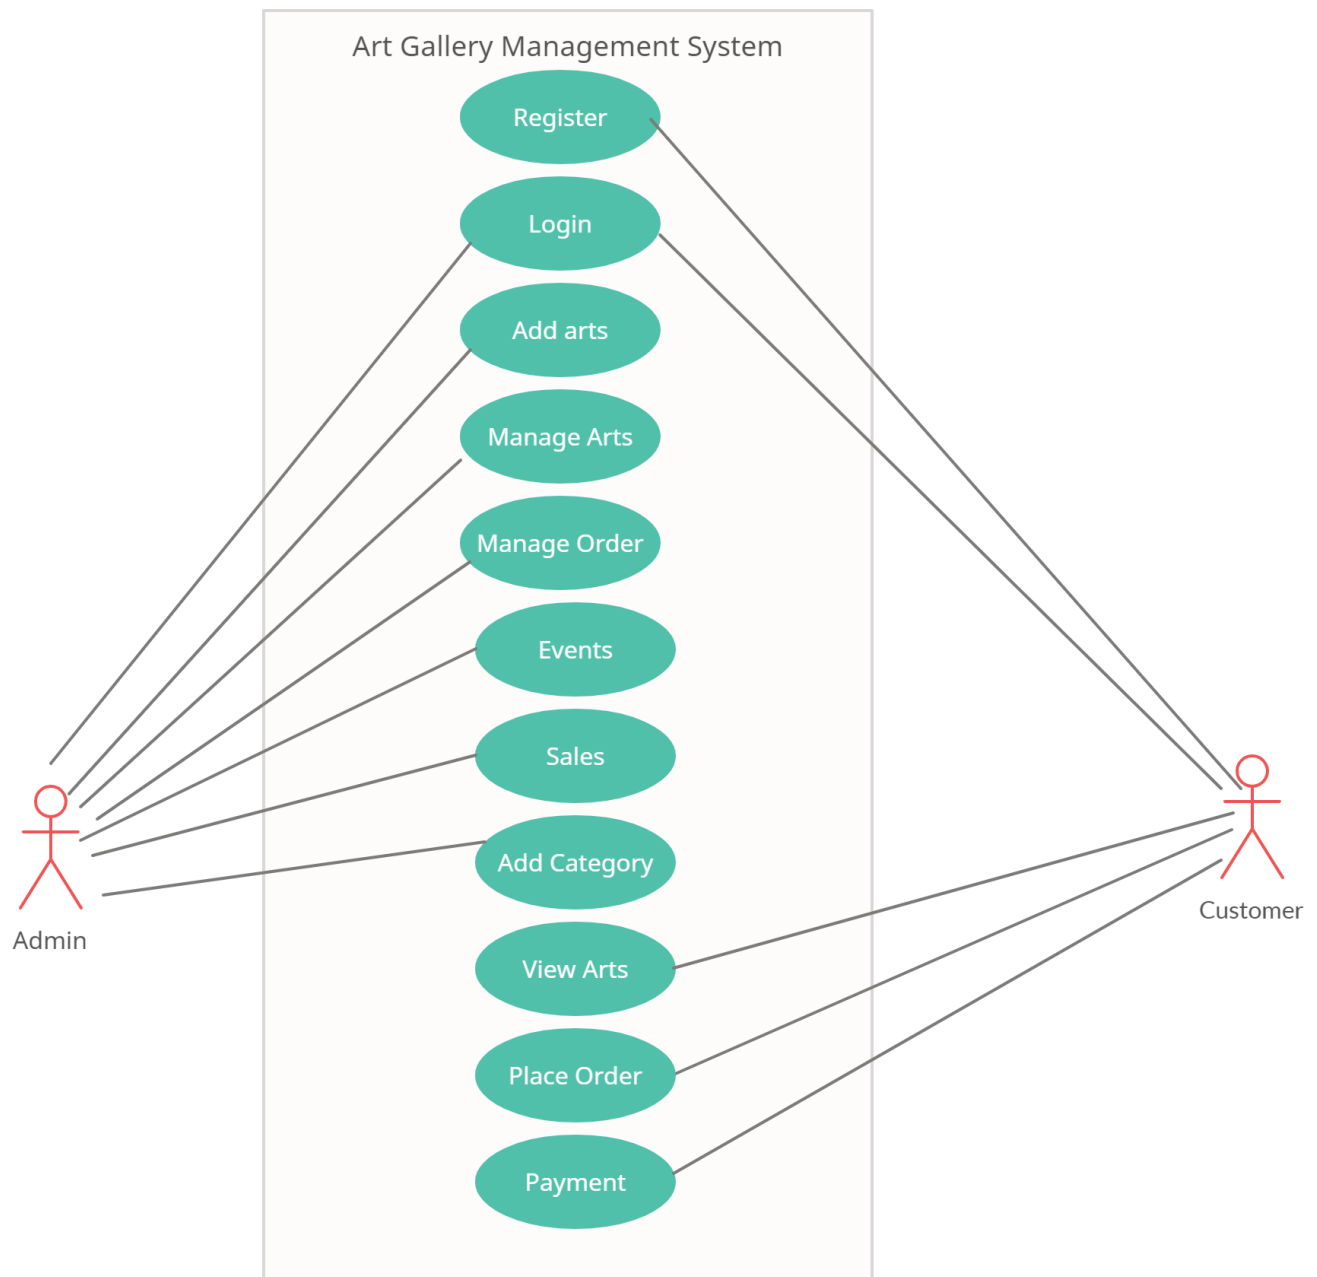 Art Gallery Management System
Register
Login
Add arts
Manage Arts
Manage Order
Events
Sales
Add Category
View Arts
Place Order
Payment
Admin
Customer